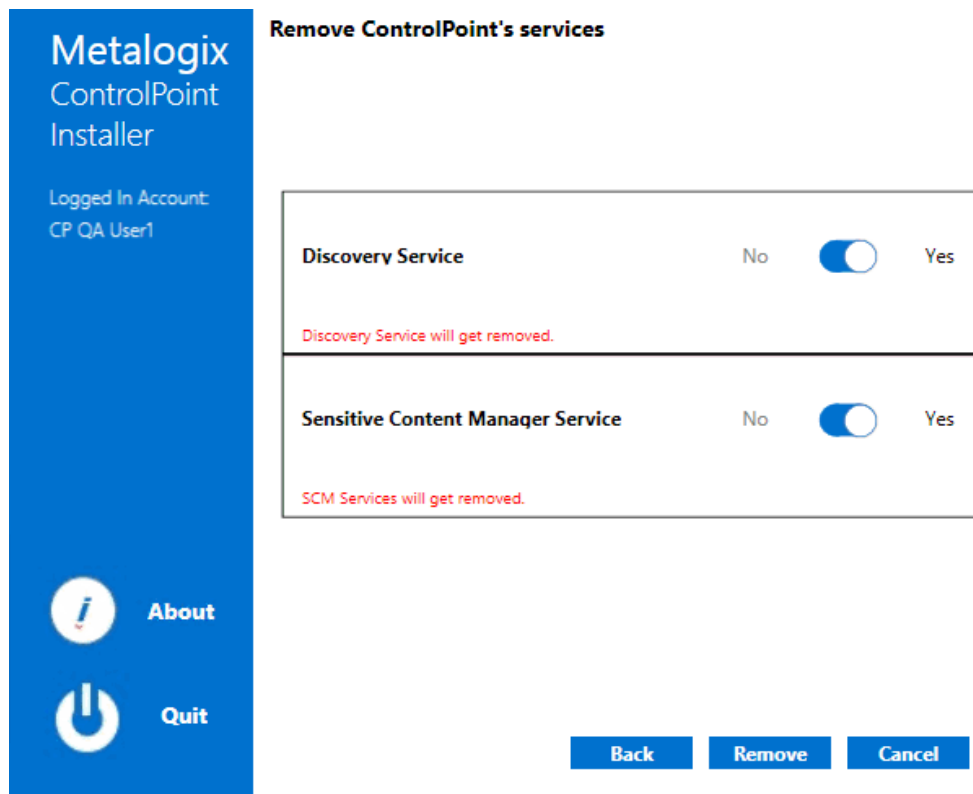 Metalogix
ControlPoint
Installer
Logged In Account:
CP QA User1
Remove ControlPoint's services
Discovery Service No Yes
Discovery Service will get removed.
Sensitive Content Manager Service No Yes
SCM Services will get removed.
i About
Quit
Back Remove Cancel